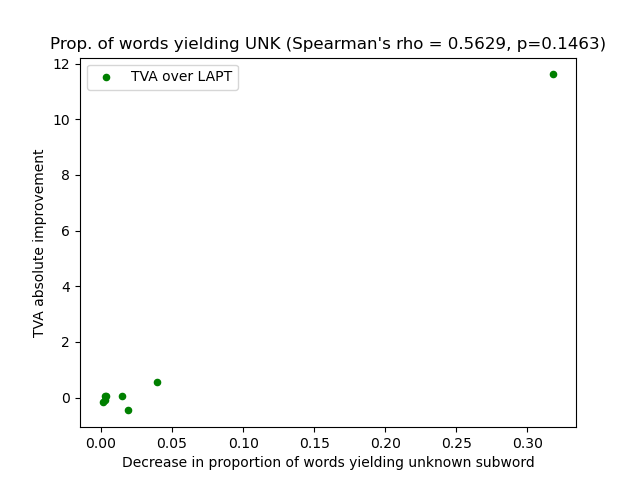 Prop. of words yielding UNK (Spearman's rho = 0.5629, p=0.1463)
TVA over LAPT
12
10
8
6
4
2
0
TVA absolute improvement
0.00 0.05 0.10 0.15 0.20 0.25 0.30
Decrease in proportion of words yielding unknown subword